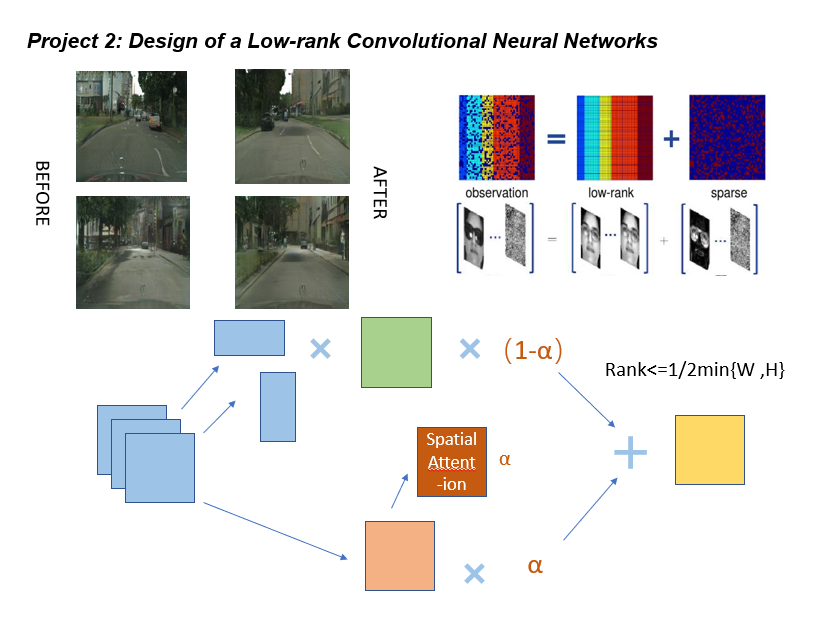 Project 2: Design of a Low-rank Convolutional Neural Networks
BEFORE
AFTER
=
+
observation
low-rank
sparse
[ ... ] = [ ... ] + [ ... ]
×
×
(1-α)
Rank<=1/2min{W ,H}
Spatial
Attent
-ion
α
+
×
α